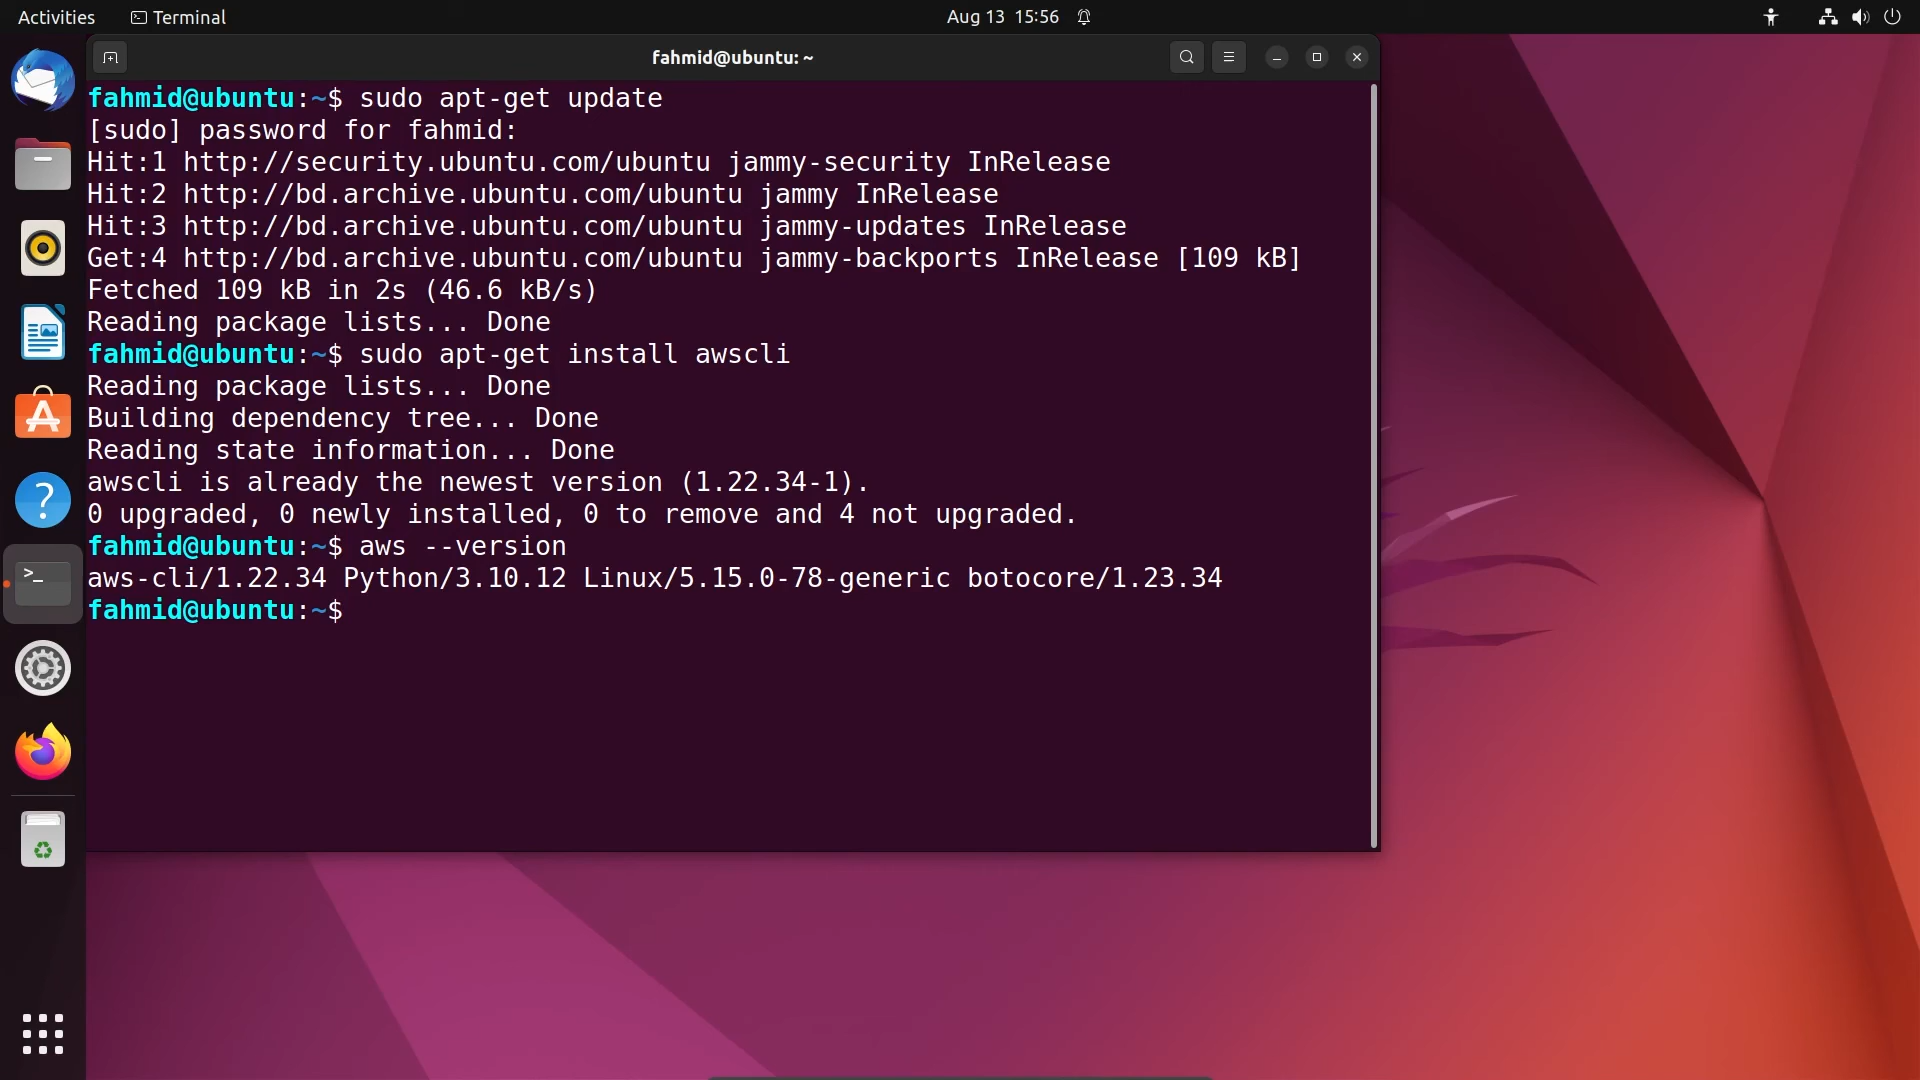 Activities Terminal Aug 13 15:56
fahmid@ubuntu: ~
fahmid@ubuntu:~$ sudo apt-get update
[sudo] password for fahmid:
Hit:1 http://security.ubuntu.com/ubuntu jammy-security InRelease
Hit:2 http://bd.archive.ubuntu.com/ubuntu jammy InRelease
Hit:3 http://bd.archive.ubuntu.com/ubuntu jammy-updates InRelease
Get:4 http://bd.archive.ubuntu.com/ubuntu jammy-backports InRelease [109 kB]
Fetched 109 kB in 2s (46.6 kB/s)
Reading package lists... Done
fahmid@ubuntu:~$ sudo apt-get install awscli
Reading package lists... Done
Building dependency tree... Done
Reading state information... Done
awscli is already the newest version (1.22.34-1).
0 upgraded, 0 newly installed, 0 to remove and 4 not upgraded.
fahmid@ubuntu:~$ aws --version
aws-cli/1.22.34 Python/3.10.12 Linux/5.15.0-78-generic botocore/1.23.34
fahmid@ubuntu:~$